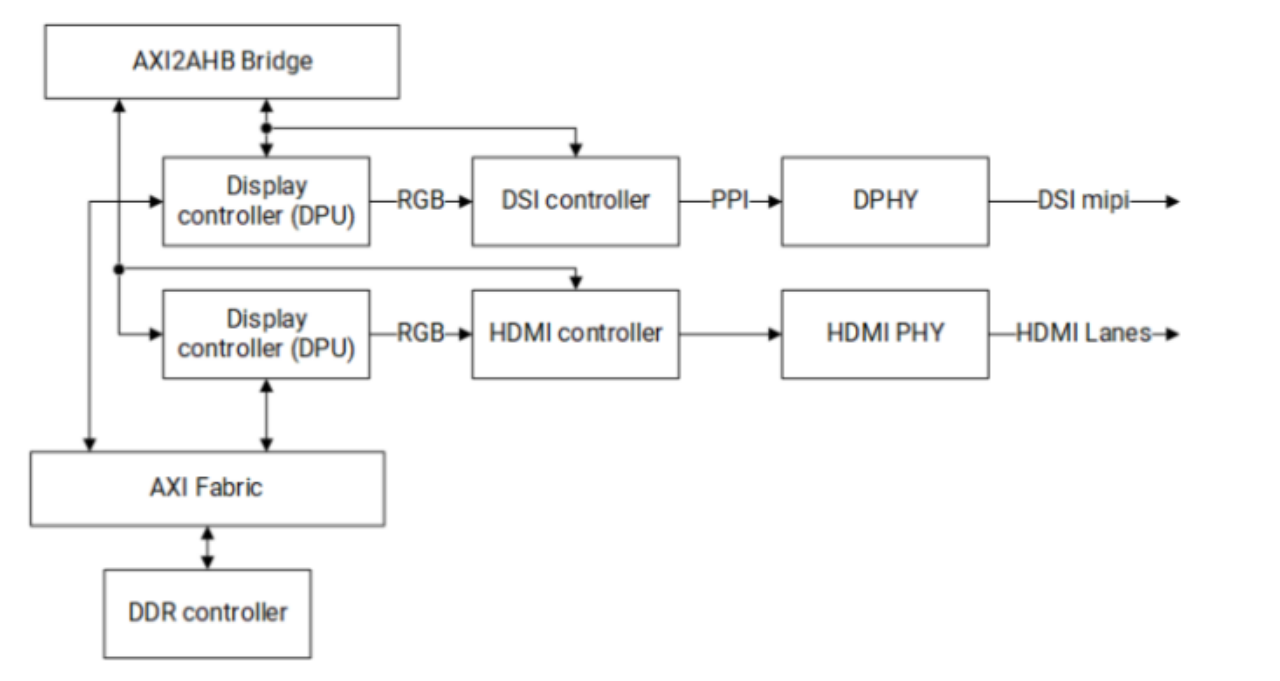 AXI2AHB Bridge
Display
controller (DPU)
RGB
DSI controller
PPI
DPHY
DSI mipi
Display
controller (DPU)
RGB
HDMI controller
HDMI PHY
HDMI Lanes
AXI Fabric
DDR controller